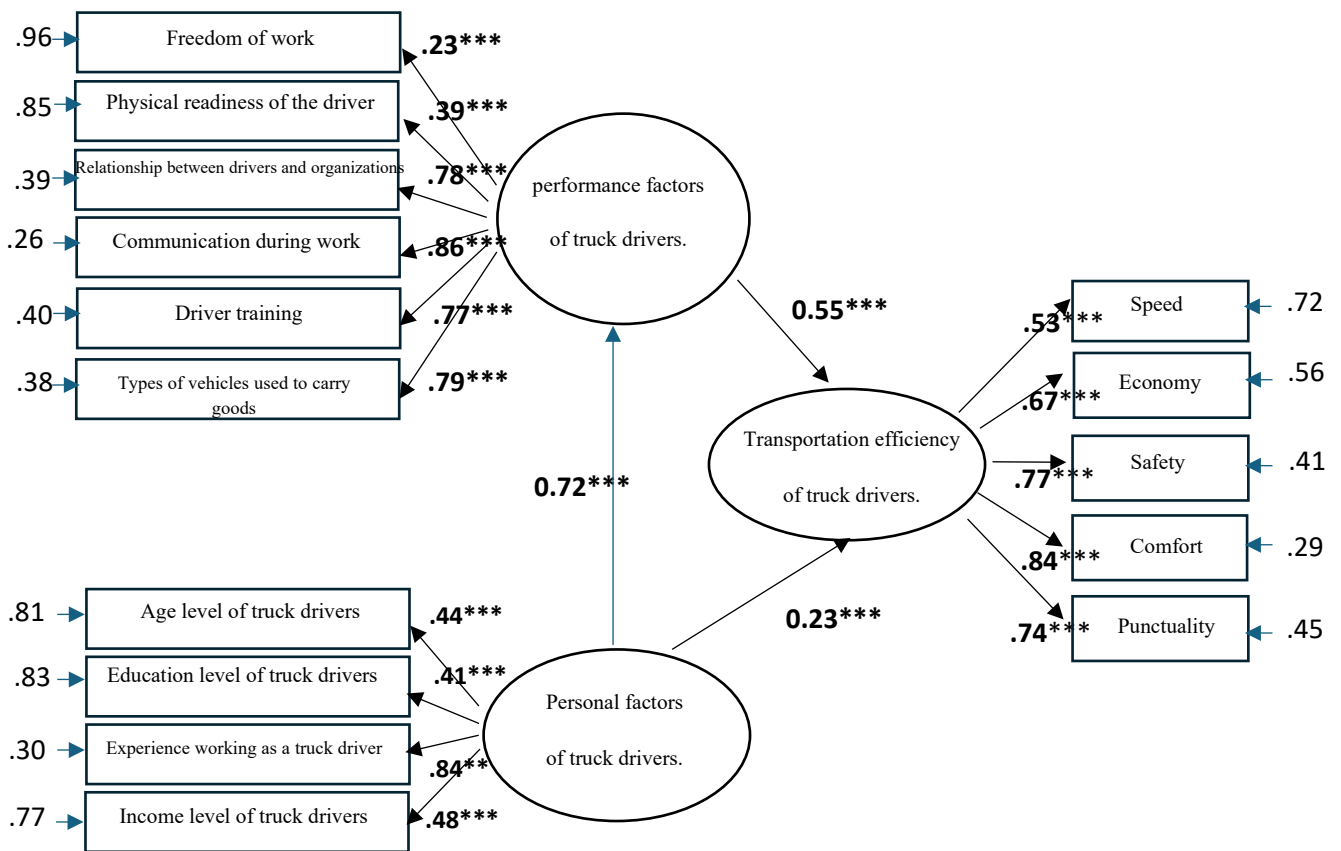 .96
Freedom of work
.23***
.85
Physical readiness of the driver
.39***
.39
Relationship between drivers and organizations
.78***
.26
Communication during work
.86***
.40
Driver training
.77***
.38
Types of vehicles used to carry
goods
.79***
performance factors
of truck drivers.
0.55***
0.72***
Transportation efficiency
of truck drivers.
0.23***
.53***
Speed
.72
.67***
Economy
.56
.77***
Safety
.41
.84***
Comfort
.29
.74***
Punctuality
.45
.81
Age level of truck drivers
.44***
.83
Education level of truck drivers
.41***
.30
Experience working as a truck driver
.84**
.77
Income level of truck drivers
.48***
Personal factors
of truck drivers.